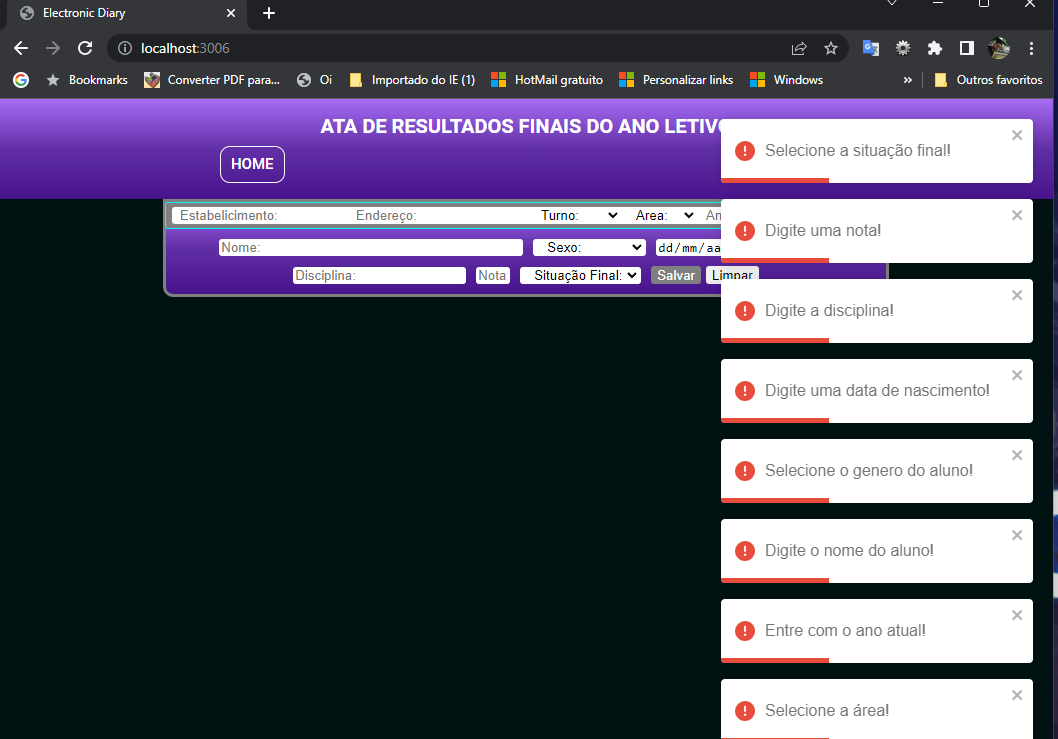 Electronic Diary
localhost:3006
Bookmarks Converter PDF para... Oi Importado do IE (1) HotMail gratuito Personalizar links Windows » Outros favoritos
ATA DE RESULTADOS FINAIS DO ANO LETIVO
HOME
Estabelicimento: Endereço: Turno: Area: An
Nome: Sexo: dd/mm/aa
Disciplina: Nota Situação Final: Salvar Limpar
Selecione a situação final!
Digite uma nota!
Digite a disciplina!
Digite uma data de nascimento!
Selecione o genero do aluno!
Digite o nome do aluno!
Entre com o ano atual!
Selecione a área!